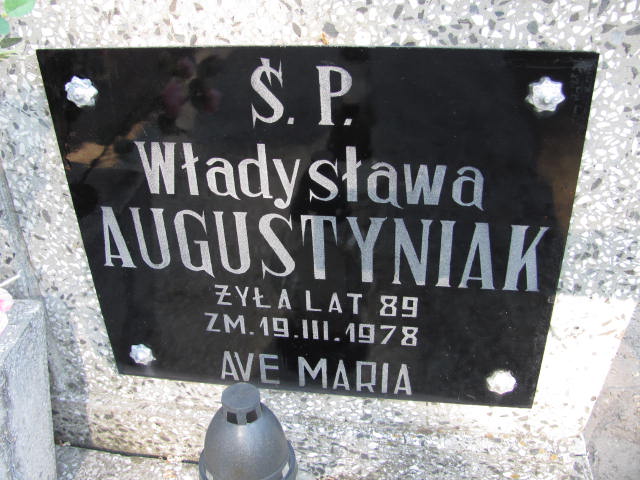 Ś. P.
Władysława
AUGUSTYNIAK
ŻYŁA LAT 89
ZM. 19. III. 1978
AVE MARIA